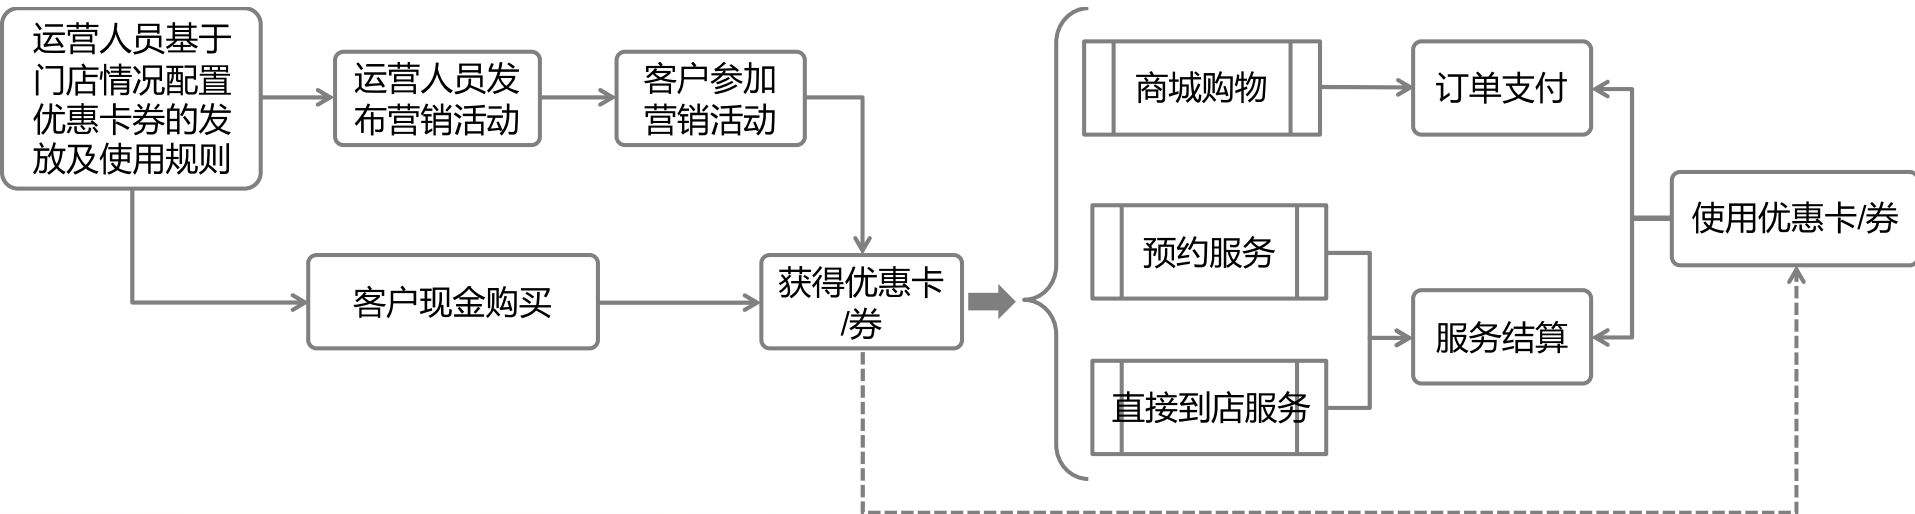 运营人员基于
门店情况配置
优惠卡券的发
放及使用规则
运营人员发
布营销活动
客户参加
营销活动
客户现金购买
获得优惠卡
/券
商城购物
预约服务
直接到店服务
订单支付
服务结算
使用优惠卡/券